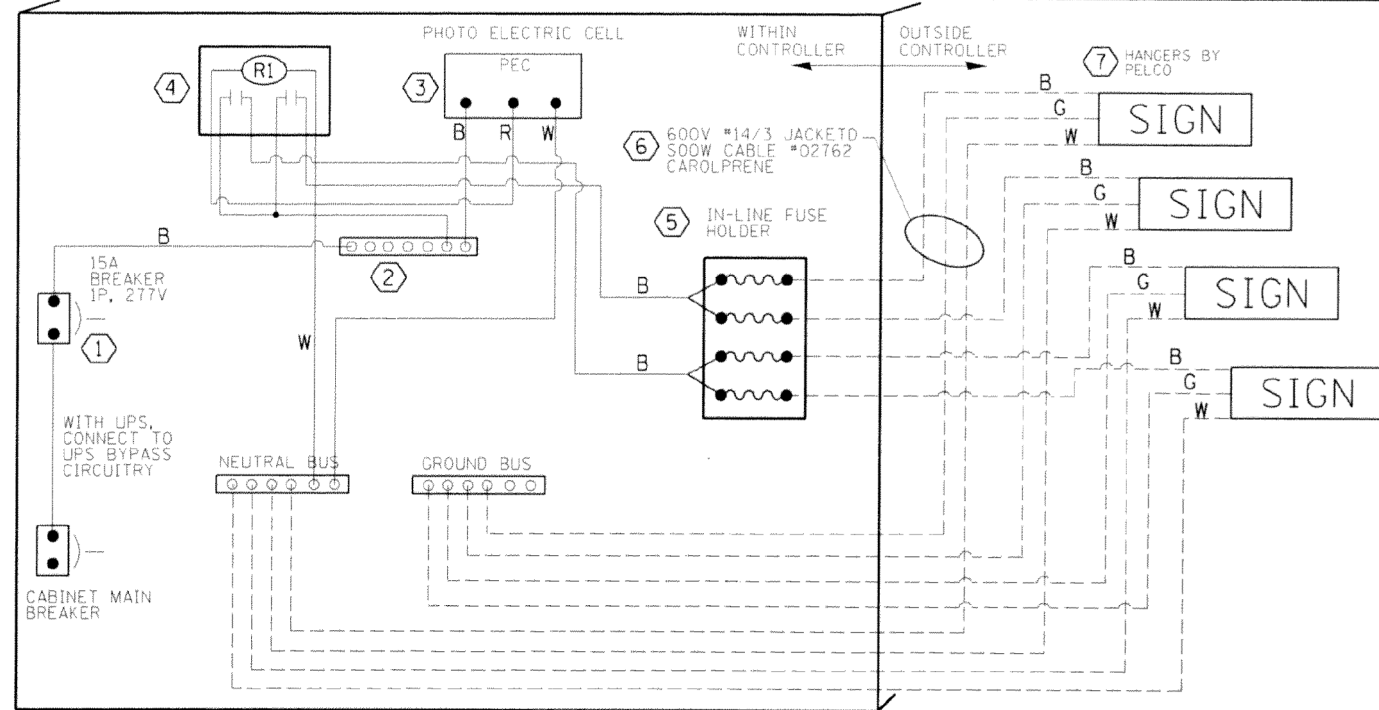 PHOTO ELECTRIC CELL
PEC
R1
4
3
B
R
W
WITHIN
CONTROLLER
OUTSIDE
CONTROLLER
7
HANGERS BY
PELCO
B
G
W
SIGN
6
600V #14/3 JACKETD
SOOW CABLE #02762
CAROLPRENE
B
G
W
SIGN
5
IN-LINE FUSE
HOLDER
B
15A
BREAKER
1P, 277V
2
1
B
B
W
B
G
W
SIGN
B
G
W
SIGN
WITH UPS,
CONNECT TO
UPS BYPASS
CIRCUITRY
NEUTRAL BUS
GROUND BUS
CABINET MAIN
BREAKER